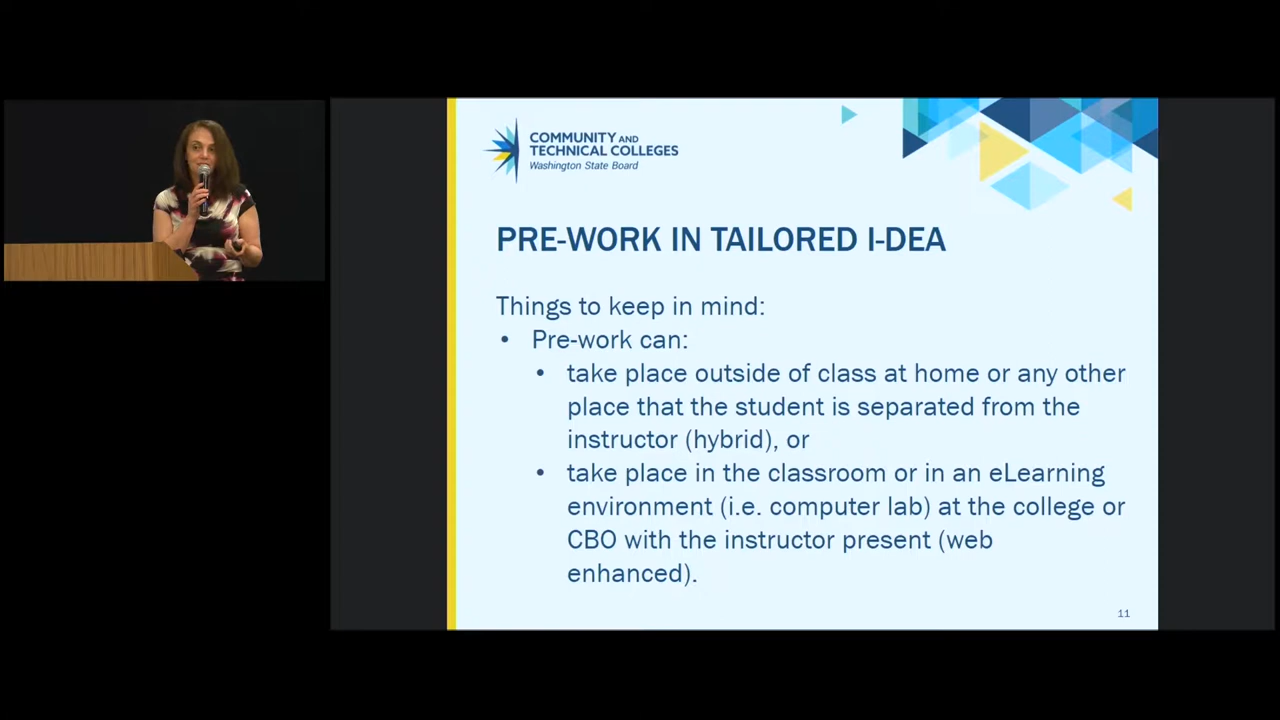 COMMUNITY AND
TECHNICAL COLLEGES
Washington State Board
PRE-WORK IN TAILORED I-DEA
Things to keep in mind:
• Pre-work can:
• take place outside of class at home or any other
place that the student is separated from the
instructor (hybrid), or
• take place in the classroom or in an eLearning
environment (i.e. computer lab) at the college or
CBO with the instructor present (web
enhanced).
11